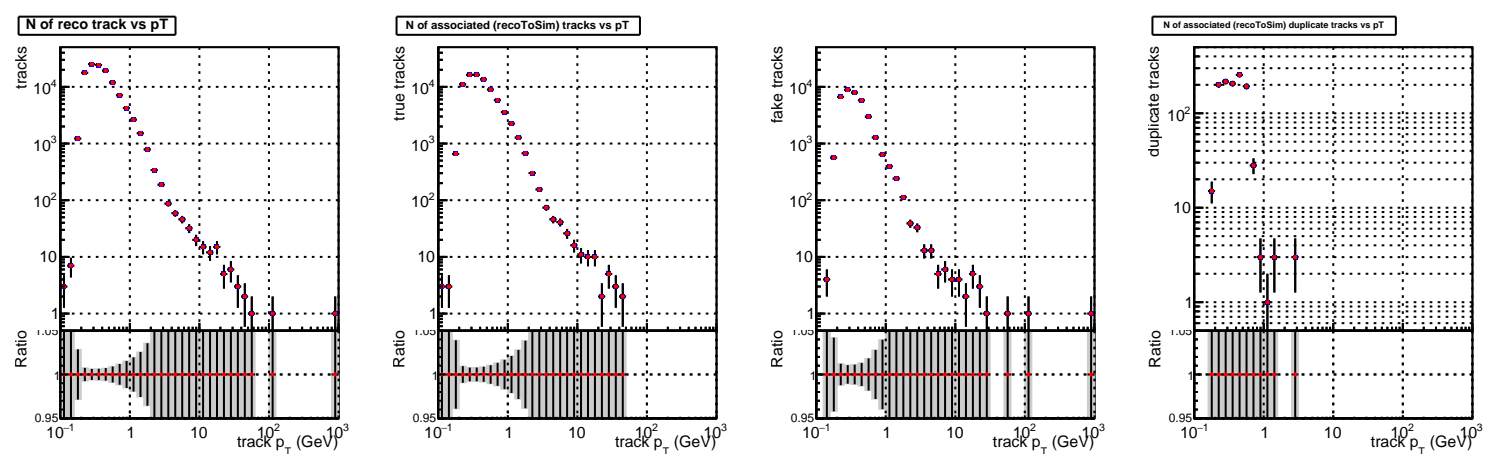 N of reco track vs pT
tracks
10^4
10^3
10^2
10
1
Ratio
1.05
1
0.95
10^-1 1 10 10^2 10^3
track p_T (GeV)
N of associated (recoToSim) tracks vs pT
true tracks
10^4
10^3
10^2
10
1
Ratio
1.05
1
0.95
10^-1 1 10 10^2 10^3
track p_T (GeV)
fake tracks
10^4
10^3
10^2
10
1
Ratio
1.05
1
0.95
10^-1 1 10 10^2 10^3
track p_T (GeV)
N of associated (recoToSim) duplicate tracks vs pT
duplicate tracks
10^2
10
1
Ratio
1.05
1
0.95
10^-1 1 10 10^2 10^3
track p_T (GeV)